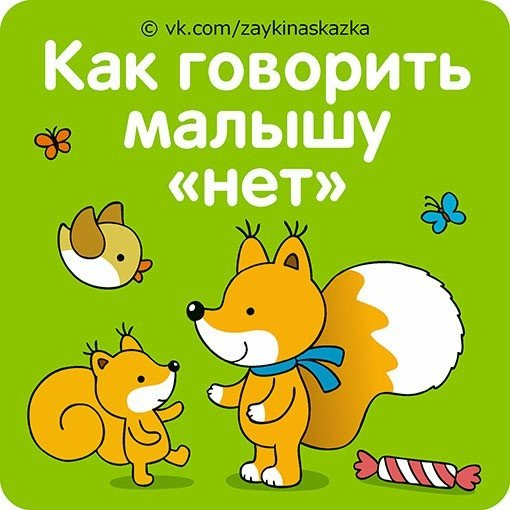 © vk.com/zaykinaskazka
Как говорить
малышу
«нет»